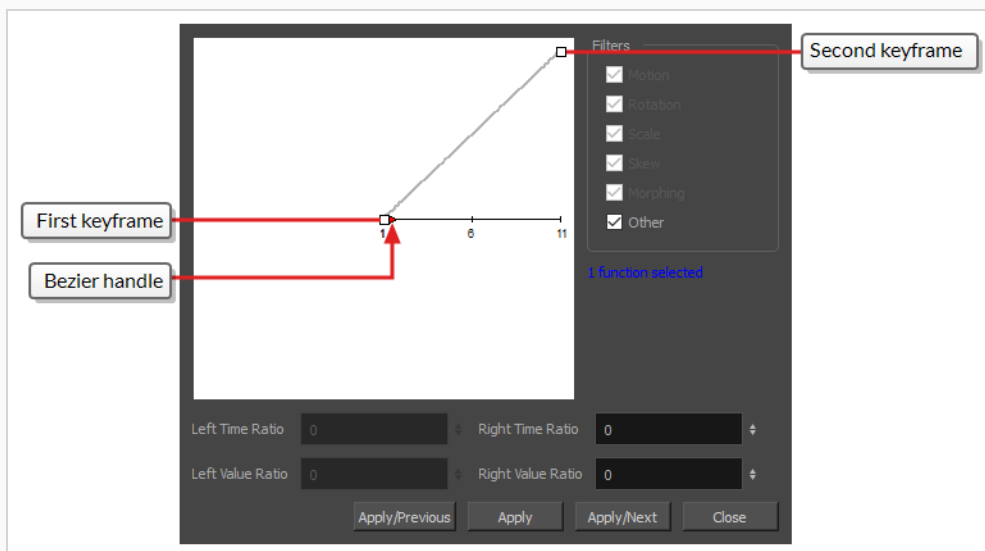 Filters
Second keyframe
Motion
Rotation
Scale
Skew
Morphing
Other
First keyframe
1 6 11
Bezier handle
1 function selected
Left Time Ratio 0 Right Time Ratio 0
Left Value Ratio 0 Right Value Ratio 0
Apply/Previous Apply Apply/Next Close